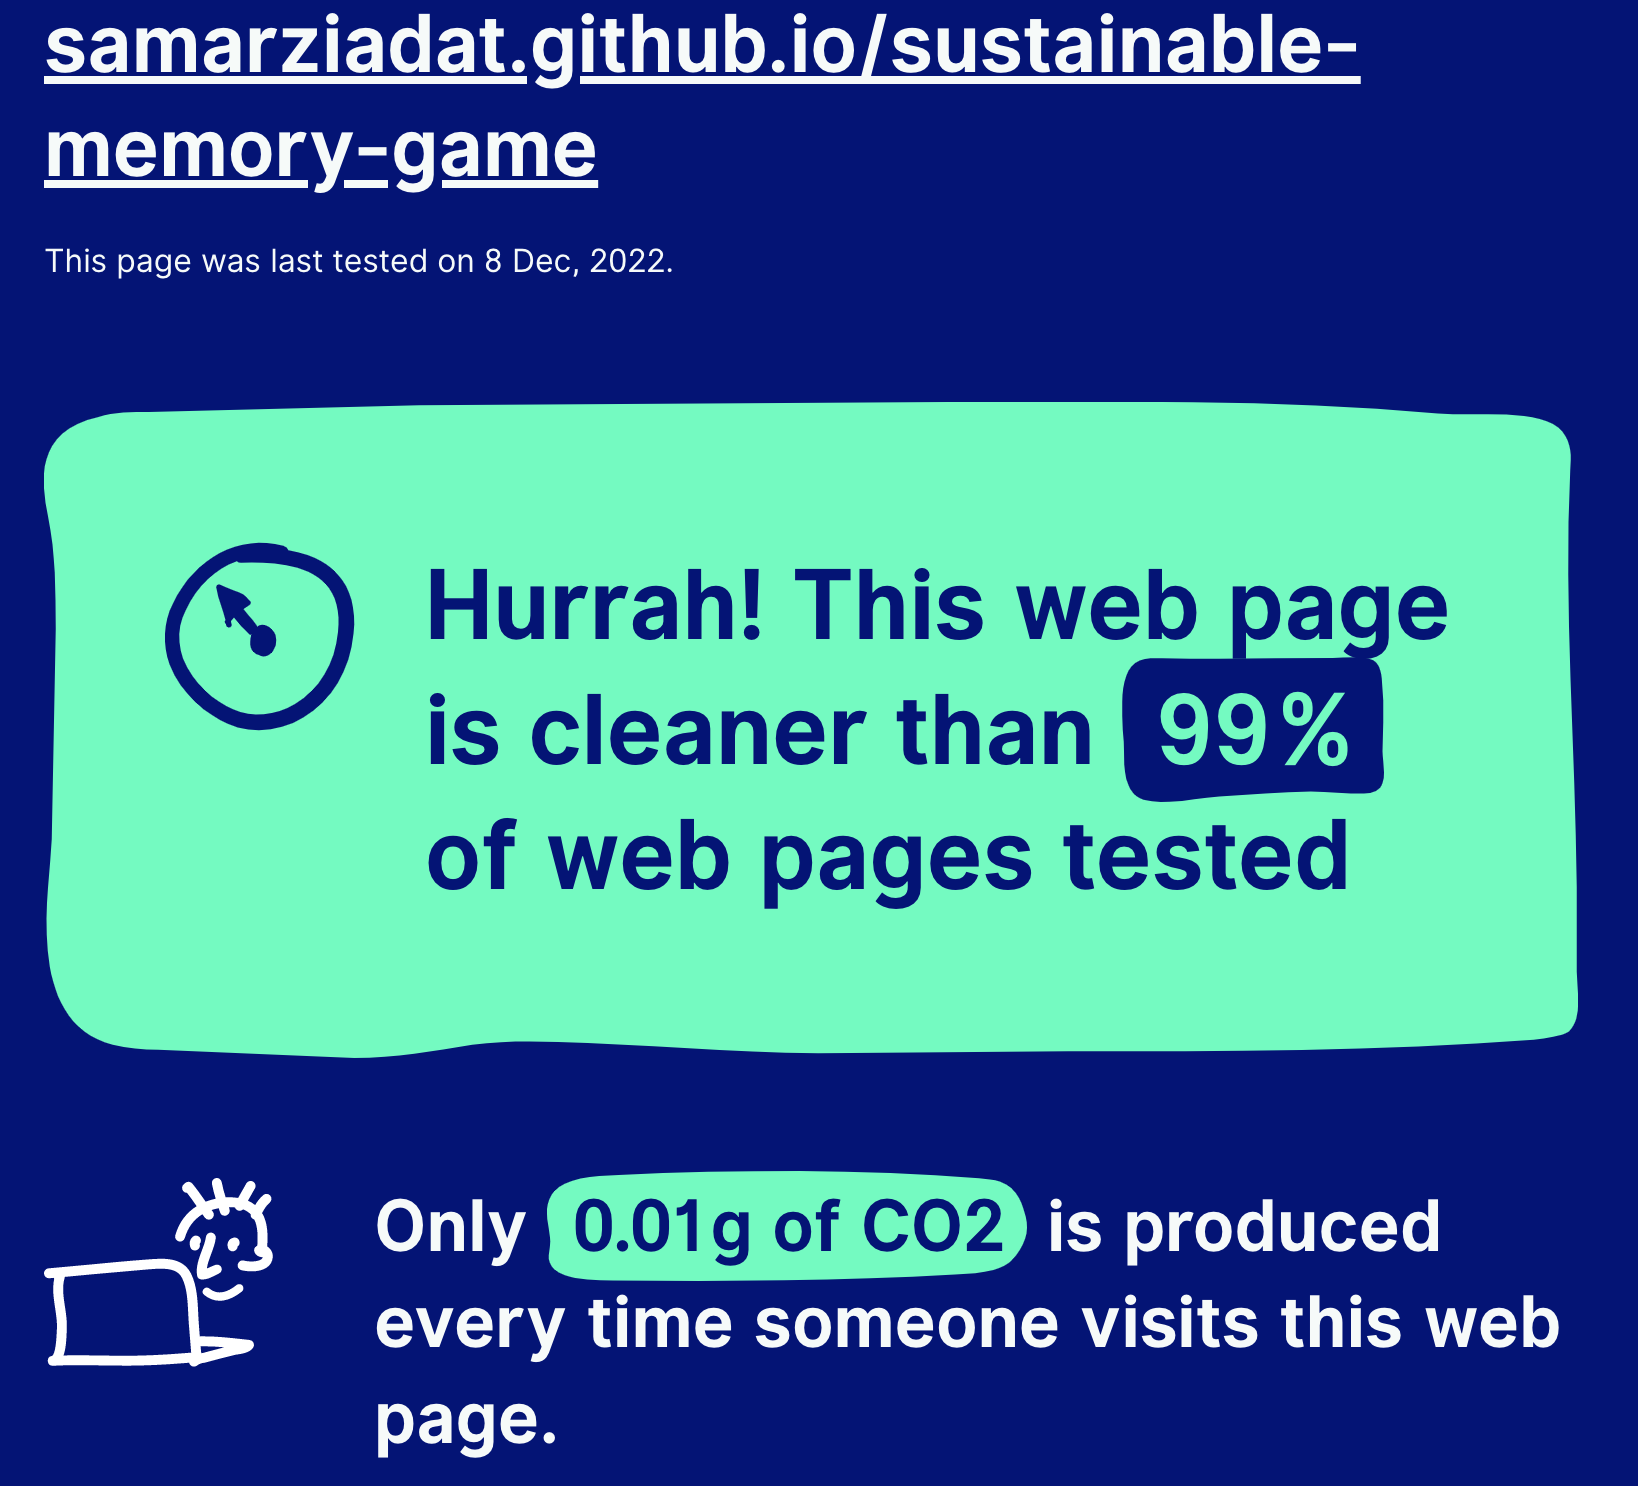 samarziadat.github.io/sustainable-
memory-game
This page was last tested on 8 Dec, 2022.
Hurrah! This web page
is cleaner than 99%
of web pages tested
Only 0.01g of CO2 is produced
every time someone visits this web
page.